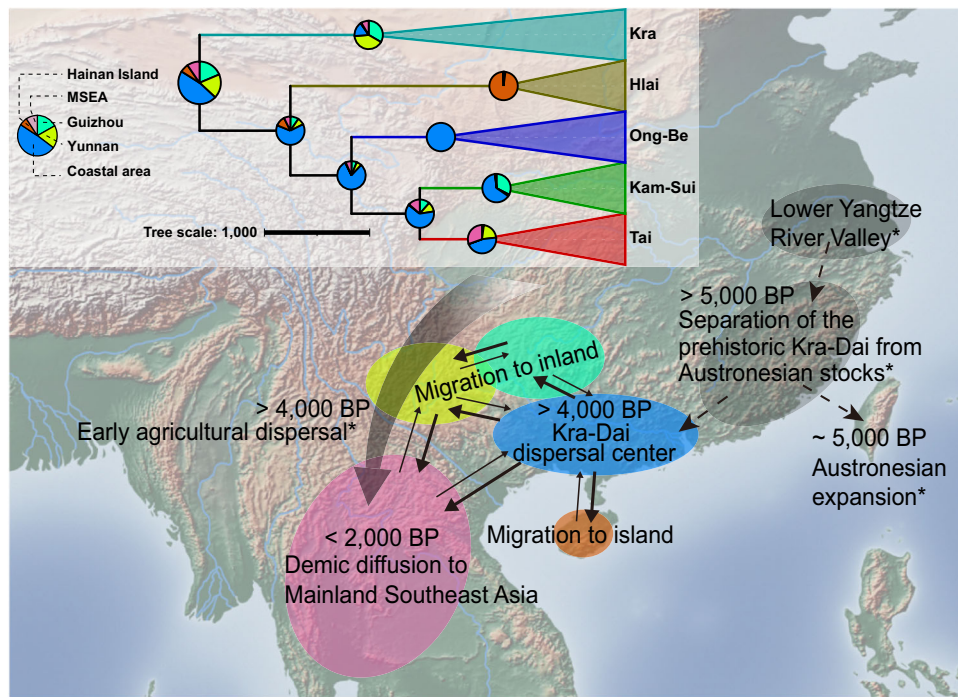 Kra
Hlai
Ong-Be
Kam-Sui
Tai
Hainan Island
MSEA
Guizhou
Yunnan
Coastal area
Tree scale: 1,000
Lower Yangtze
River Valley*
> 5,000 BP
Separation of the
prehistoric Kra-Dai from
Austronesian stocks*
Migration to inland
> 4,000 BP
Early agricultural dispersal*
> 4,000 BP
Kra-Dai
dispersal center
~ 5,000 BP
Austronesian
expansion*
Migration to island
< 2,000 BP
Demic diffusion to
Mainland Southeast Asia